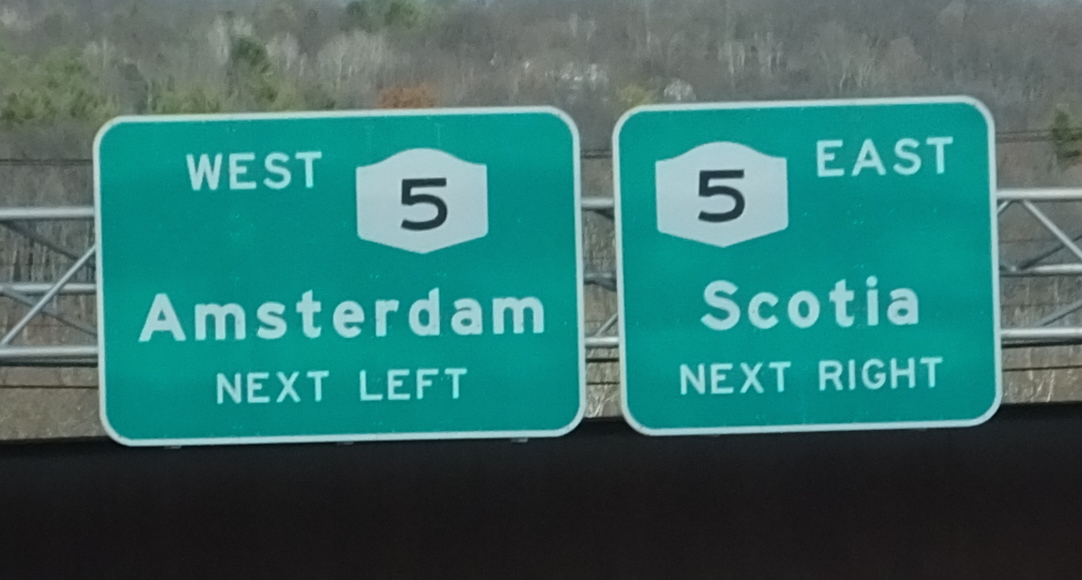 WEST 5
Amsterdam
NEXT LEFT
5 EAST
Scotia
NEXT RIGHT